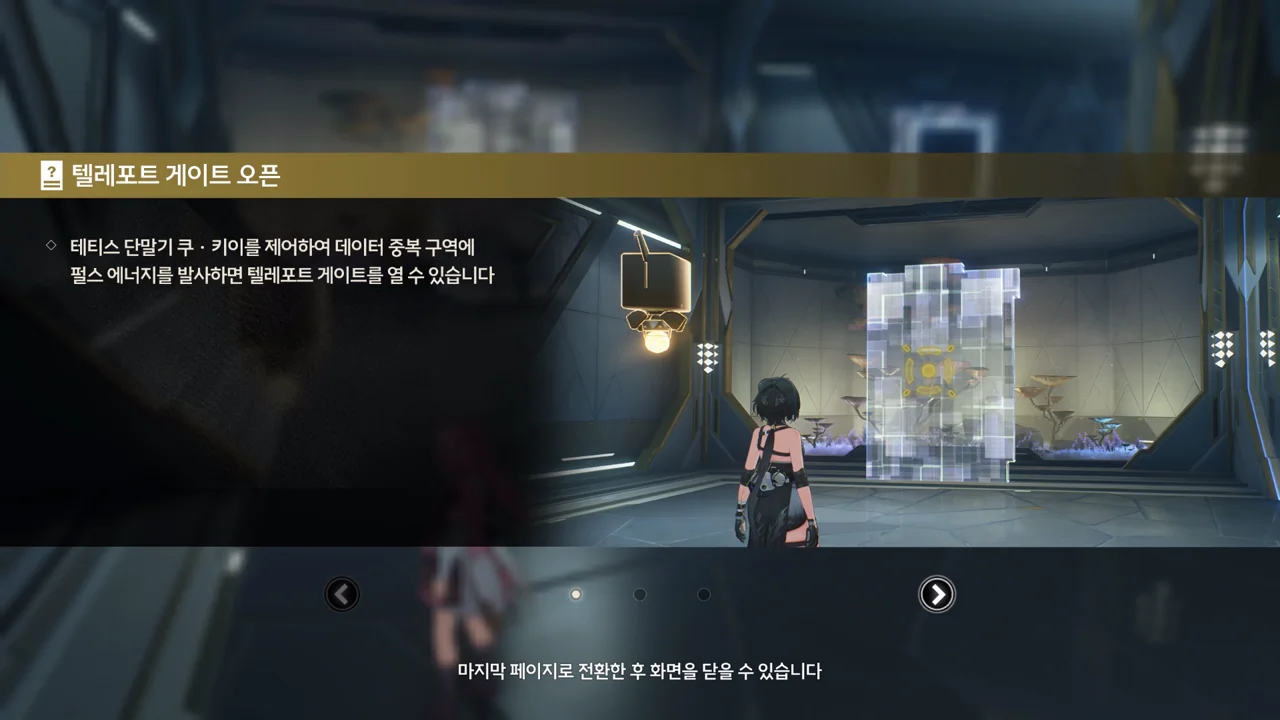 텔레포트 게이트 오픈
테티스 단말기 쿠 · 키이를 제어하여 데이터 중복 구역에
펄스 에너지를 발사하면 텔레포트 게이트를 열 수 있습니다
마지막 페이지로 전환한 후 화면을 닫을 수 있습니다